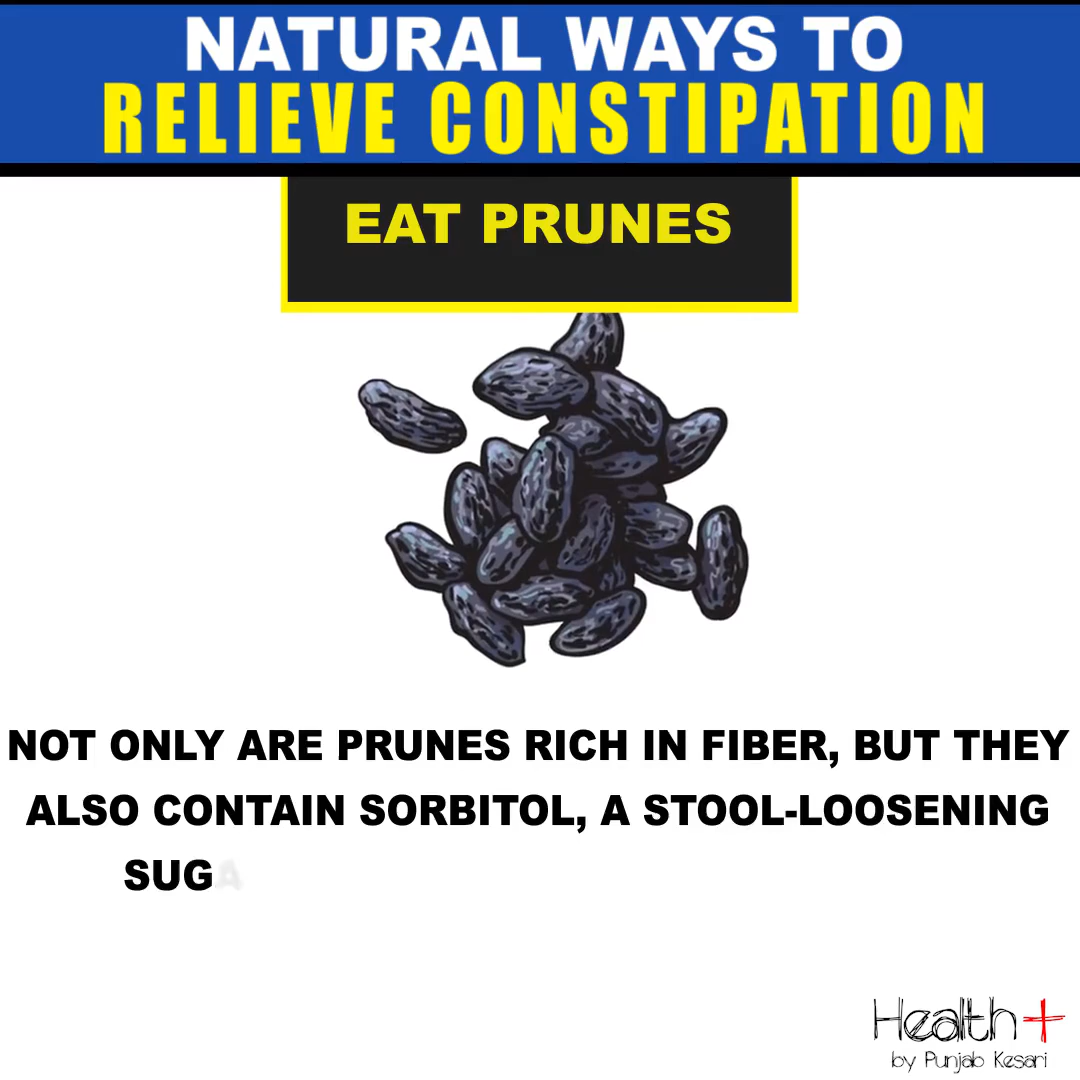 NATURAL WAYS TO
RELIEVE CONSTIPATION
EAT PRUNES
NOT ONLY ARE PRUNES RICH IN FIBER, BUT THEY
ALSO CONTAIN SORBITOL, A STOOL-LOOSENING
SUGA
Health+
by Punjab Kesari